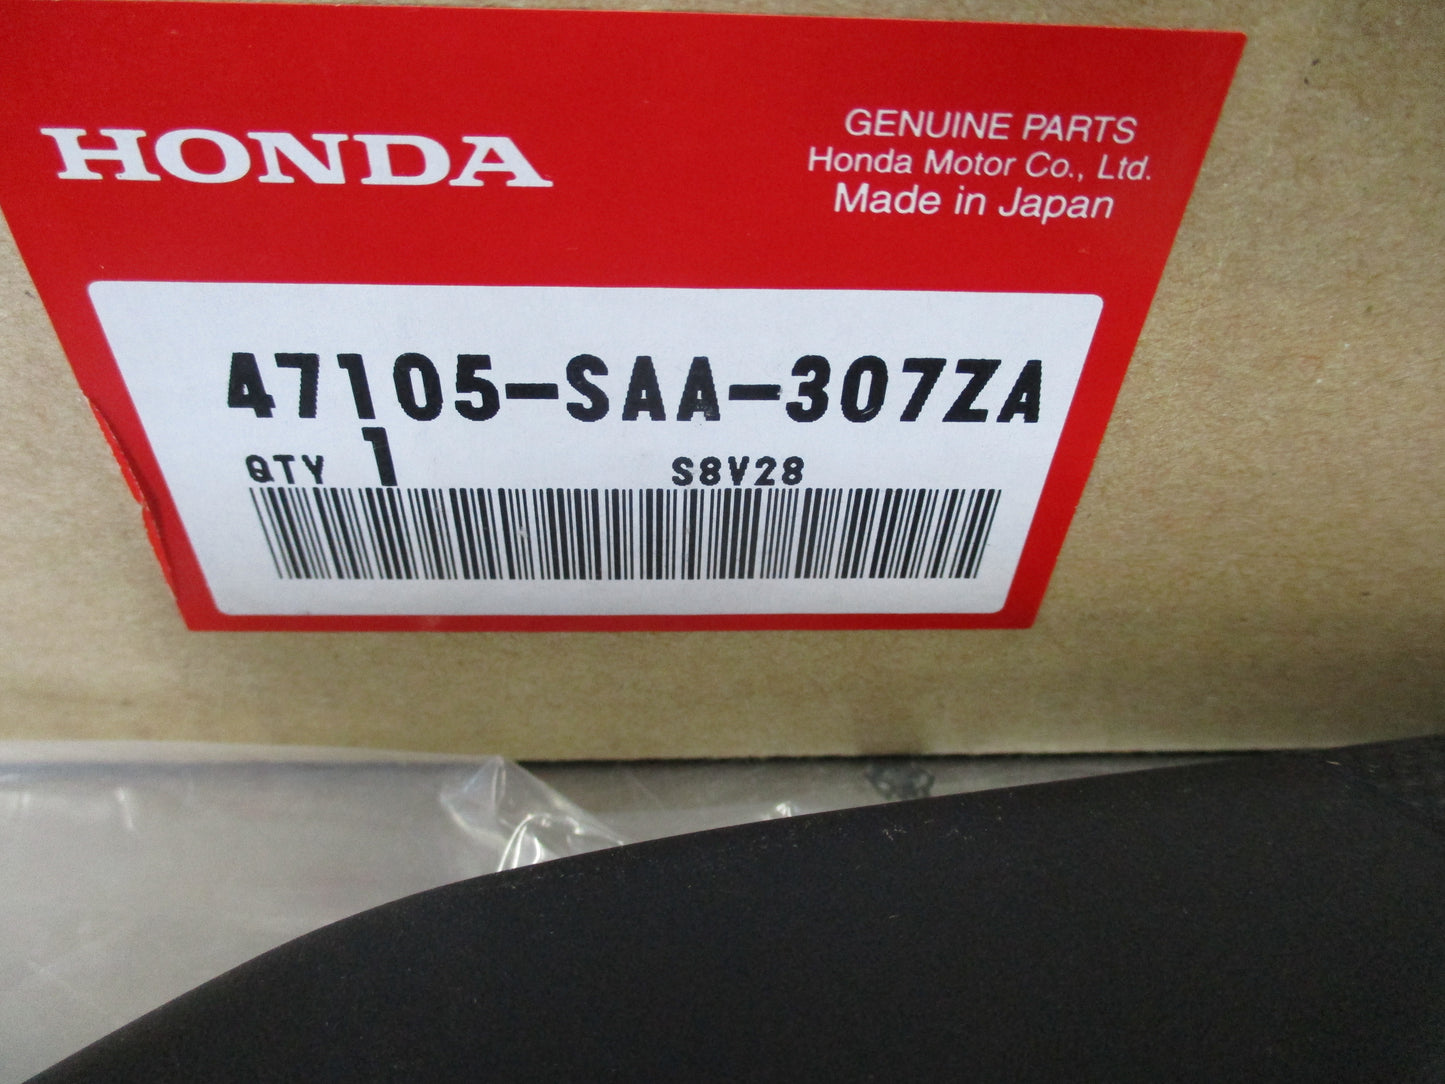 HONDA
GENUINE PARTS
Honda Motor Co., Ltd.
Made in Japan
47105-SAA-307ZA
QTY 1 S8V28